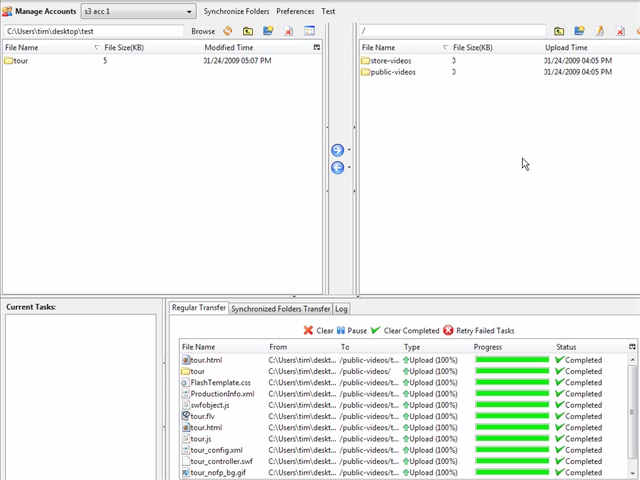 Manage Accounts s3 acc 1 Synchronize Folders Preferences Test
C:\Users\tim\desktop\test Browse /
File Name File Size(KB) Modified Time File Name File Size(KB) Upload Time
tour 5 01/24/2009 05:07 PM store-videos 0 01/24/2009 04:05 PM
public-videos 0 01/24/2009 04:05 PM
Current Tasks: Regular Transfer Synchronized Folders Transfer Log
Clear Pause Clear Completed Retry Failed Tasks
File Name From To Type Progress Status
tour.html C:\Users\tim\deskt... /public-videos/t... Upload (100%) Completed
tour C:\Users\tim\deskt... /public-videos/ Upload (100%) Completed
FlashTemplate.css C:\Users\tim\deskt... /public-videos/t... Upload (100%) Completed
ProductionInfo.xml C:\Users\tim\deskt... /public-videos/t... Upload (100%) Completed
swfobject.js C:\Users\tim\deskt... /public-videos/t... Upload (100%) Completed
tour.flv C:\Users\tim\deskt... /public-videos/t... Upload (100%) Completed
tour.html C:\Users\tim\deskt... /public-videos/t... Upload (100%) Completed
tour.js C:\Users\tim\deskt... /public-videos/t... Upload (100%) Completed
tour_config.xml C:\Users\tim\deskt... /public-videos/t... Upload (100%) Completed
tour_controller.swf C:\Users\tim\deskt... /public-videos/t... Upload (100%) Completed
tour_nofp_bg.gif C:\Users\tim\deskt... /public-videos/t... Upload (100%) Completed